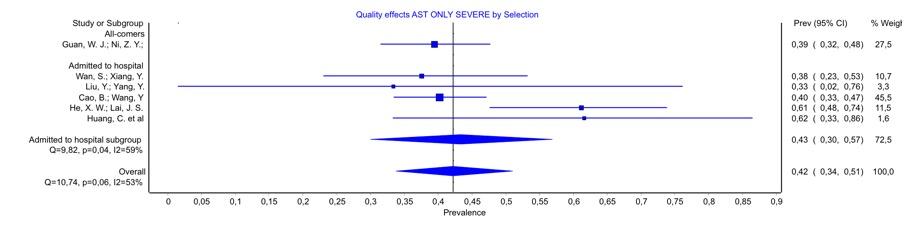 Quality effects AST ONLY SEVERE by Selection
Study or Subgroup Prev (95% CI) % Weigh
All-comers
Guan, W. J.; Ni, Z. Y.; 0,39 ( 0,32, 0,48) 27,5
Admitted to hospital
Wan, S.; Xiang, Y. 0,38 ( 0,23, 0,53) 10,7
Liu, Y.; Yang, Y. 0,33 ( 0,02, 0,76) 3,3
Cao, B.; Wang, Y 0,40 ( 0,33, 0,47) 45,5
He, X. W.; Lai, J. S. 0,61 ( 0,48, 0,74) 11,5
Huang, C. et al 0,62 ( 0,33, 0,86) 1,6
Admitted to hospital subgroup 0,43 ( 0,30, 0,57) 72,5
Q=9,82, p=0,04, I2=59%
Overall 0,42 ( 0,34, 0,51) 100,0
Q=10,74, p=0,06, I2=53%
0 0,05 0,1 0,15 0,2 0,25 0,3 0,35 0,4 0,45 0,5 0,55 0,6 0,65 0,7 0,75 0,8 0,85 0,9
Prevalence